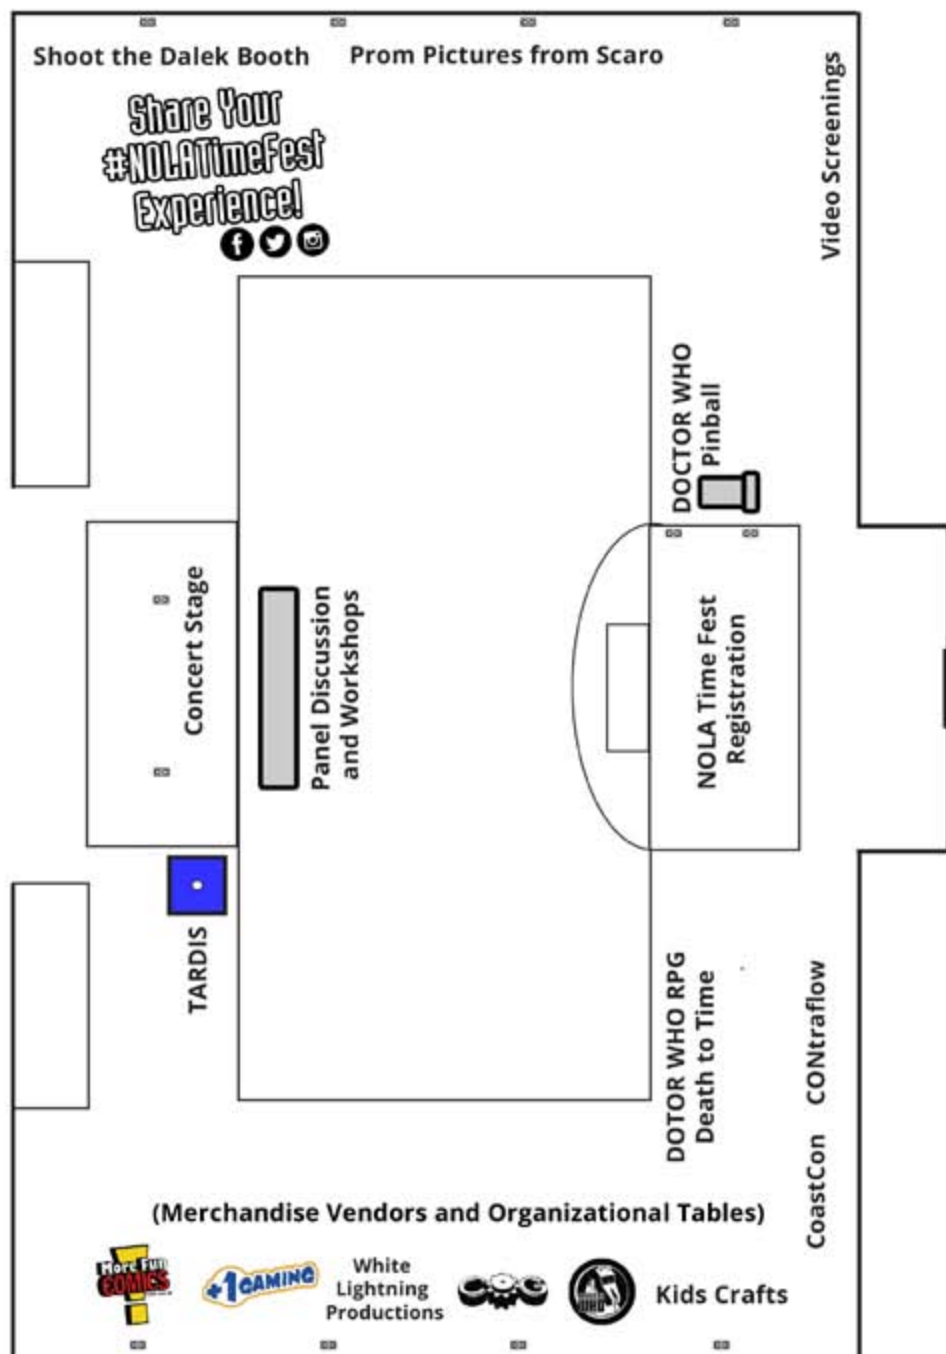 Shoot the Dalek Booth
Prom Pictures from Scaro
Share Your
#NOLATimeFest
Experience!
Video Screenings
DOCTOR WHO
Pinball
Concert Stage
Panel Discussion
and Workshops
NOLA Time Fest
Registration
TARDIS
DOTOR WHO RPG
Death to Time
CONtraflow
CoastCon
(Merchandise Vendors and Organizational Tables)
More Fun
COMICS
+1 GAMING
White
Lightning
Productions
Kids Crafts